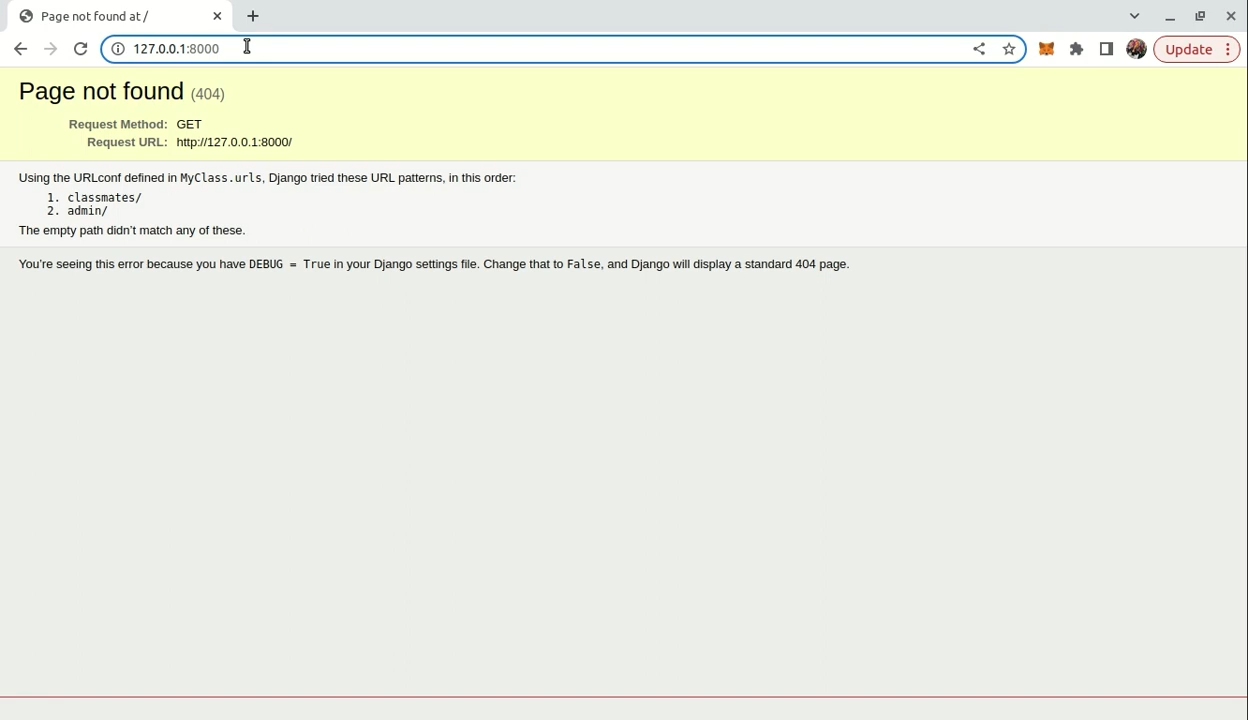 Page not found at /
127.0.0.1:8000
Update
Page not found (404)
Request Method: GET
Request URL: http://127.0.0.1:8000/
Using the URLconf defined in MyClass.urls, Django tried these URL patterns, in this order:
1. classmates/
2. admin/
The empty path didn’t match any of these.
You’re seeing this error because you have DEBUG = True in your Django settings file. Change that to False, and Django will display a standard 404 page.